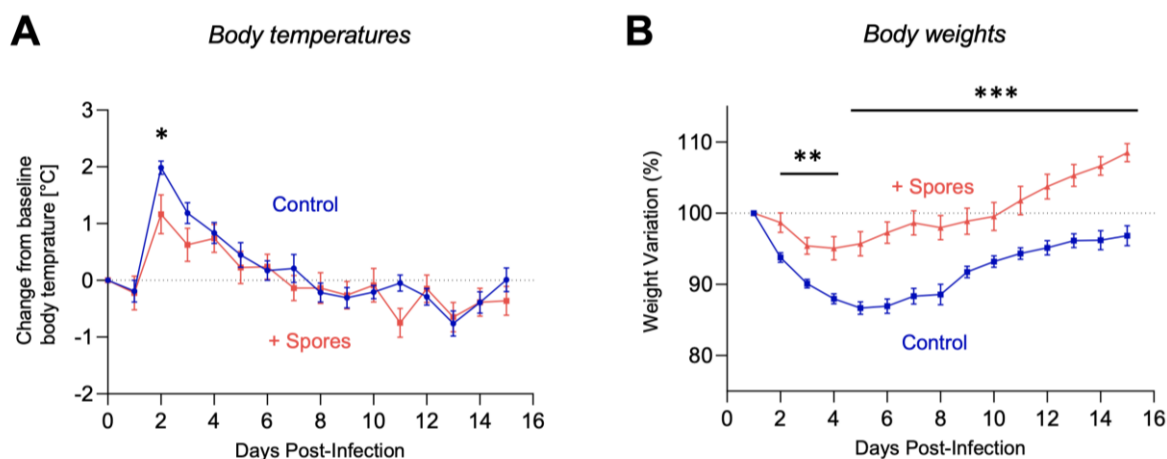 A
Body temperatures
Change from baseline
body temprature [°C]
3
2
1
0
-1
-2
*
Control
+ Spores
0 2 4 6 8 10 12 14 16
Days Post-Infection
B
Body weights
Weight Variation (%)
110
100
90
80
**
***
+ Spores
Control
0 2 4 6 8 10 12 14 16
Days Post-Infection